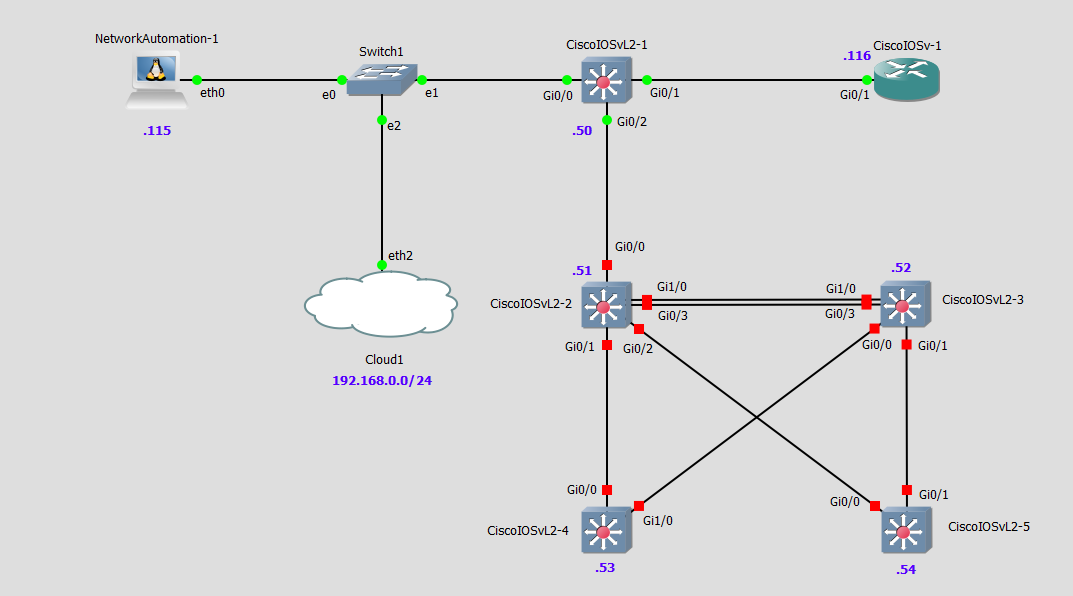 NetworkAutomation-1
Switch1
CiscoIOSvL2-1
CiscoIOSv-1
.116
eth0
e0
e1
Gi0/0
Gi0/1
Gi0/1
.115
e2
.50
Gi0/2
eth2
Gi0/0
.51
.52
CiscoIOSvL2-2
Gi1/0
Gi1/0
CiscoIOSvL2-3
Gi0/3
Gi0/3
Gi0/1
Gi0/2
Gi0/0
Gi0/1
Cloud1
192.168.0.0/24
Gi0/0
Gi1/0
Gi0/0
Gi0/1
CiscoIOSvL2-4
CiscoIOSvL2-5
.53
.54